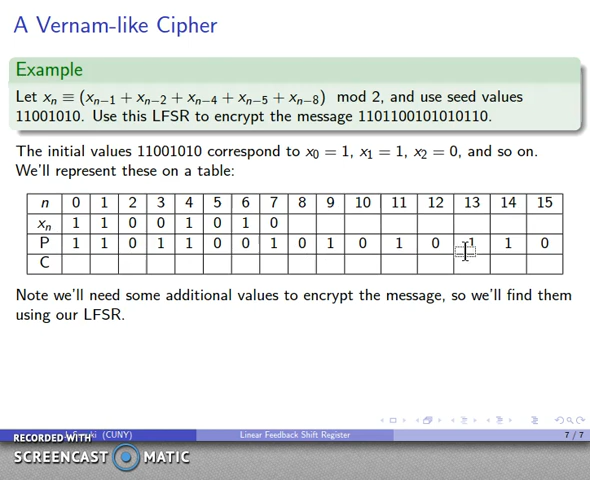 A Vernam-like Cipher
Example
Let xₙ ≡ (xₙ₋₁ + xₙ₋₂ + xₙ₋₄ + xₙ₋₅ + xₙ₋₈) mod 2, and use seed values
11001010. Use this LFSR to encrypt the message 1101100101010110.
The initial values 11001010 correspond to x₀ = 1, x₁ = 1, x₂ = 0, and so on.
We'll represent these on a table:
n 0 1 2 3 4 5 6 7 8 9 10 11 12 13 14 15
xₙ 1 1 0 0 1 0 1 0
P 1 1 0 1 1 0 0 1 0 1 0 1 0 1 1 0
C
Note we'll need some additional values to encrypt the message, so we'll find them
using our LFSR.
(CUNY) Linear Feedback Shift Register 7 / 7
RECORDED WITH
SCREENCAST MATIC